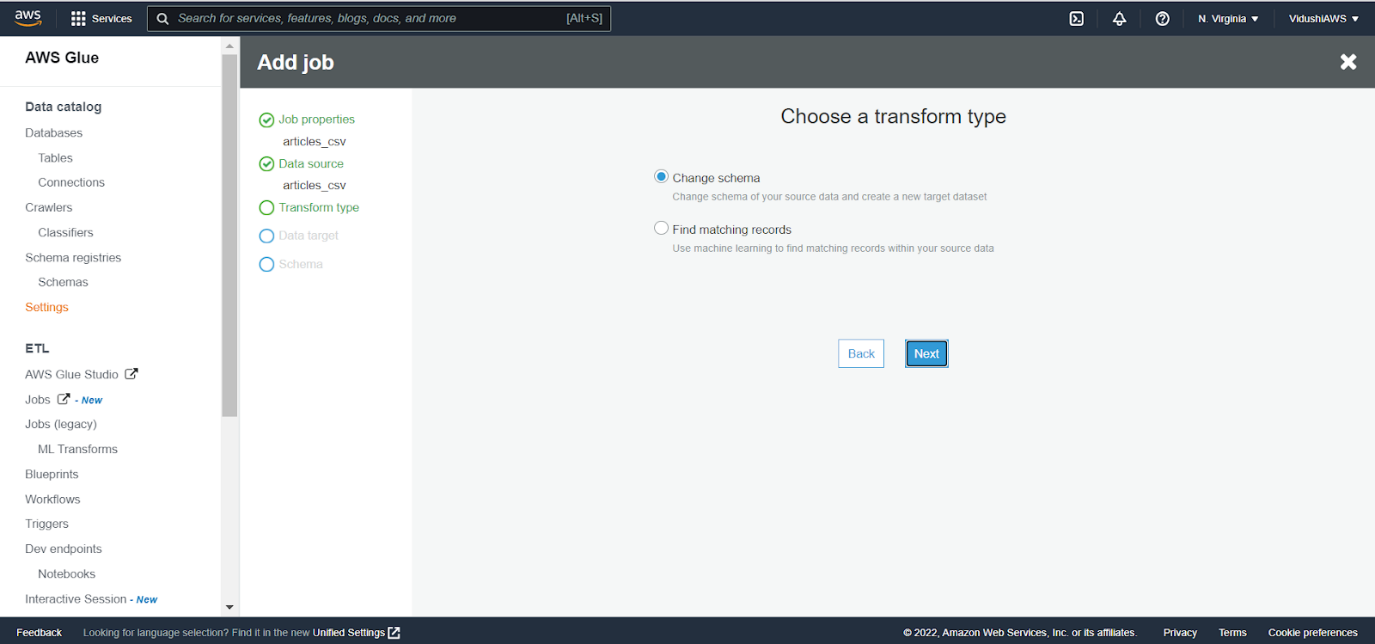 aws
Services
Search for services, features, blogs, docs, and more
[Alt+S]
N. Virginia
VidushiAWS
AWS Glue
Data catalog
Databases
Tables
Connections
Crawlers
Classifiers
Schema registries
Schemas
Settings
ETL
AWS Glue Studio
Jobs - New
Jobs (legacy)
ML Transforms
Blueprints
Workflows
Triggers
Dev endpoints
Notebooks
Interactive Session - New
Add job
Job properties
articles_csv
Data source
articles_csv
Transform type
Data target
Schema
Choose a transform type
Change schema
Change schema of your source data and create a new target dataset
Find matching records
Use machine learning to find matching records within your source data
Back
Next
Feedback
Looking for language selection? Find it in the new Unified Settings
© 2022, Amazon Web Services, Inc. or its affiliates.
Privacy
Terms
Cookie preferences